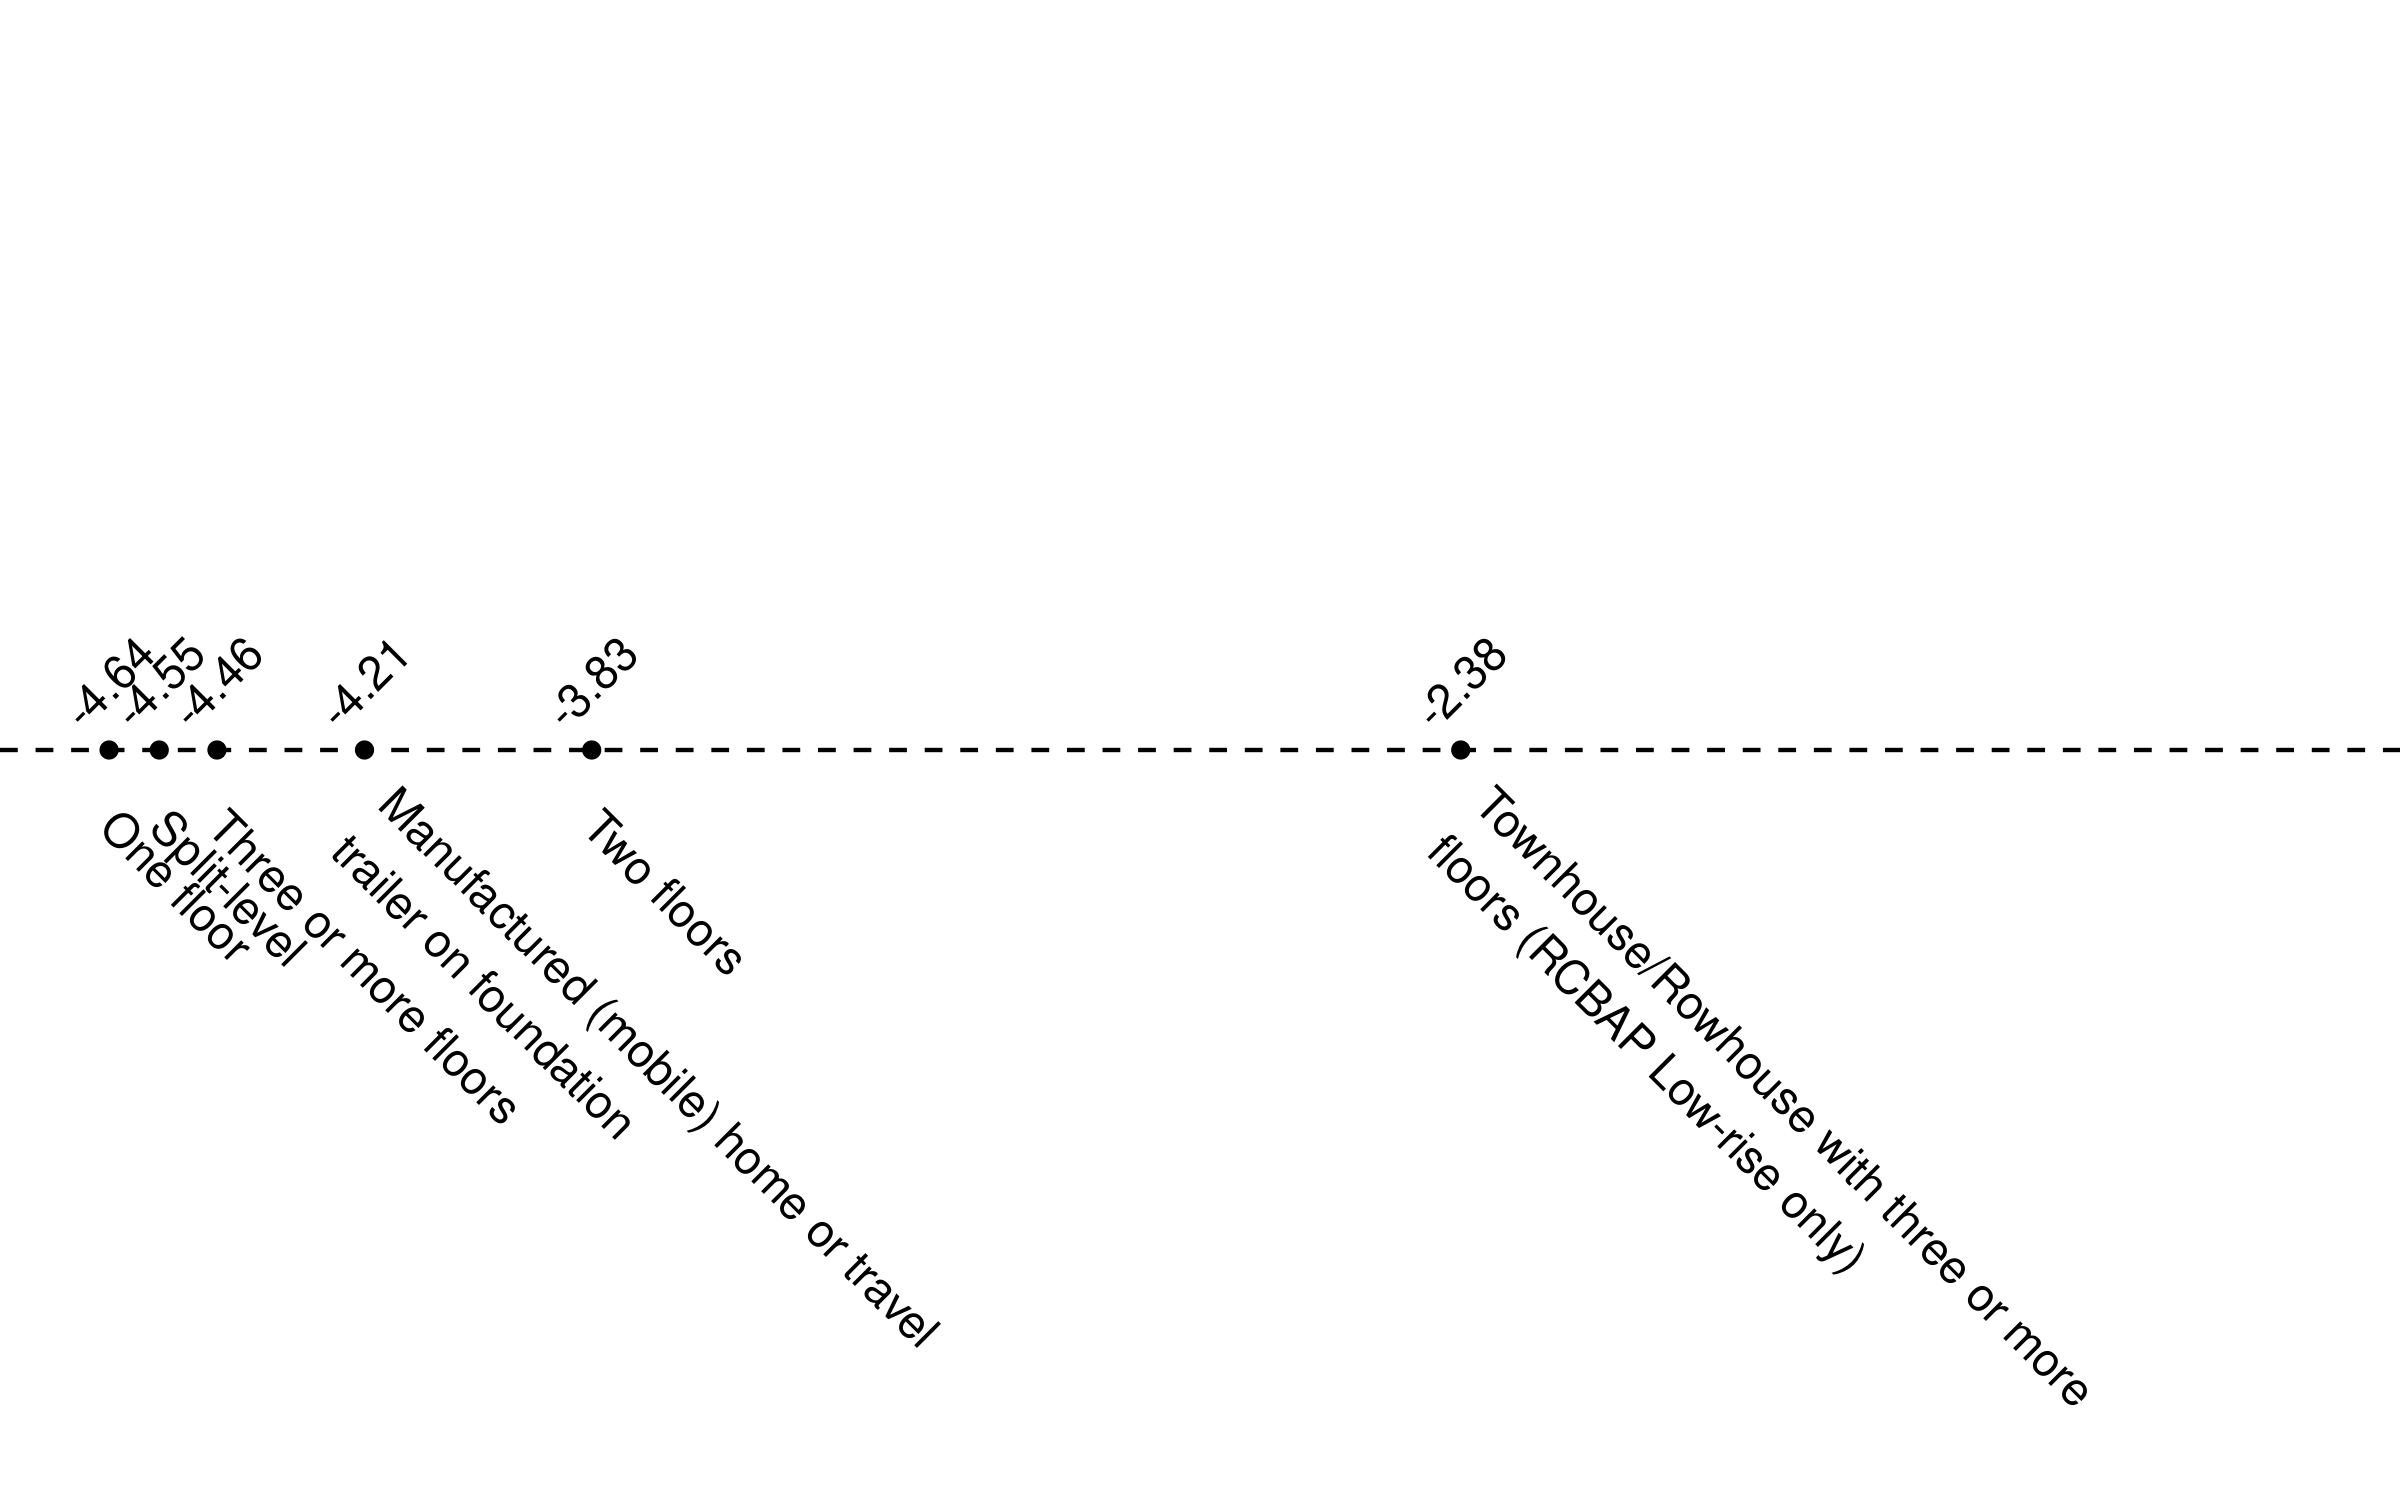 -4.64
-4.55
-4.46
-4.21
-3.83
-2.38
One floor
Split-level
Three or more floors
Manufactured (mobile) home or travel
trailer on foundation
Two floors
Townhouse/Rowhouse with three or more
floors (RCBAP Low-rise only)